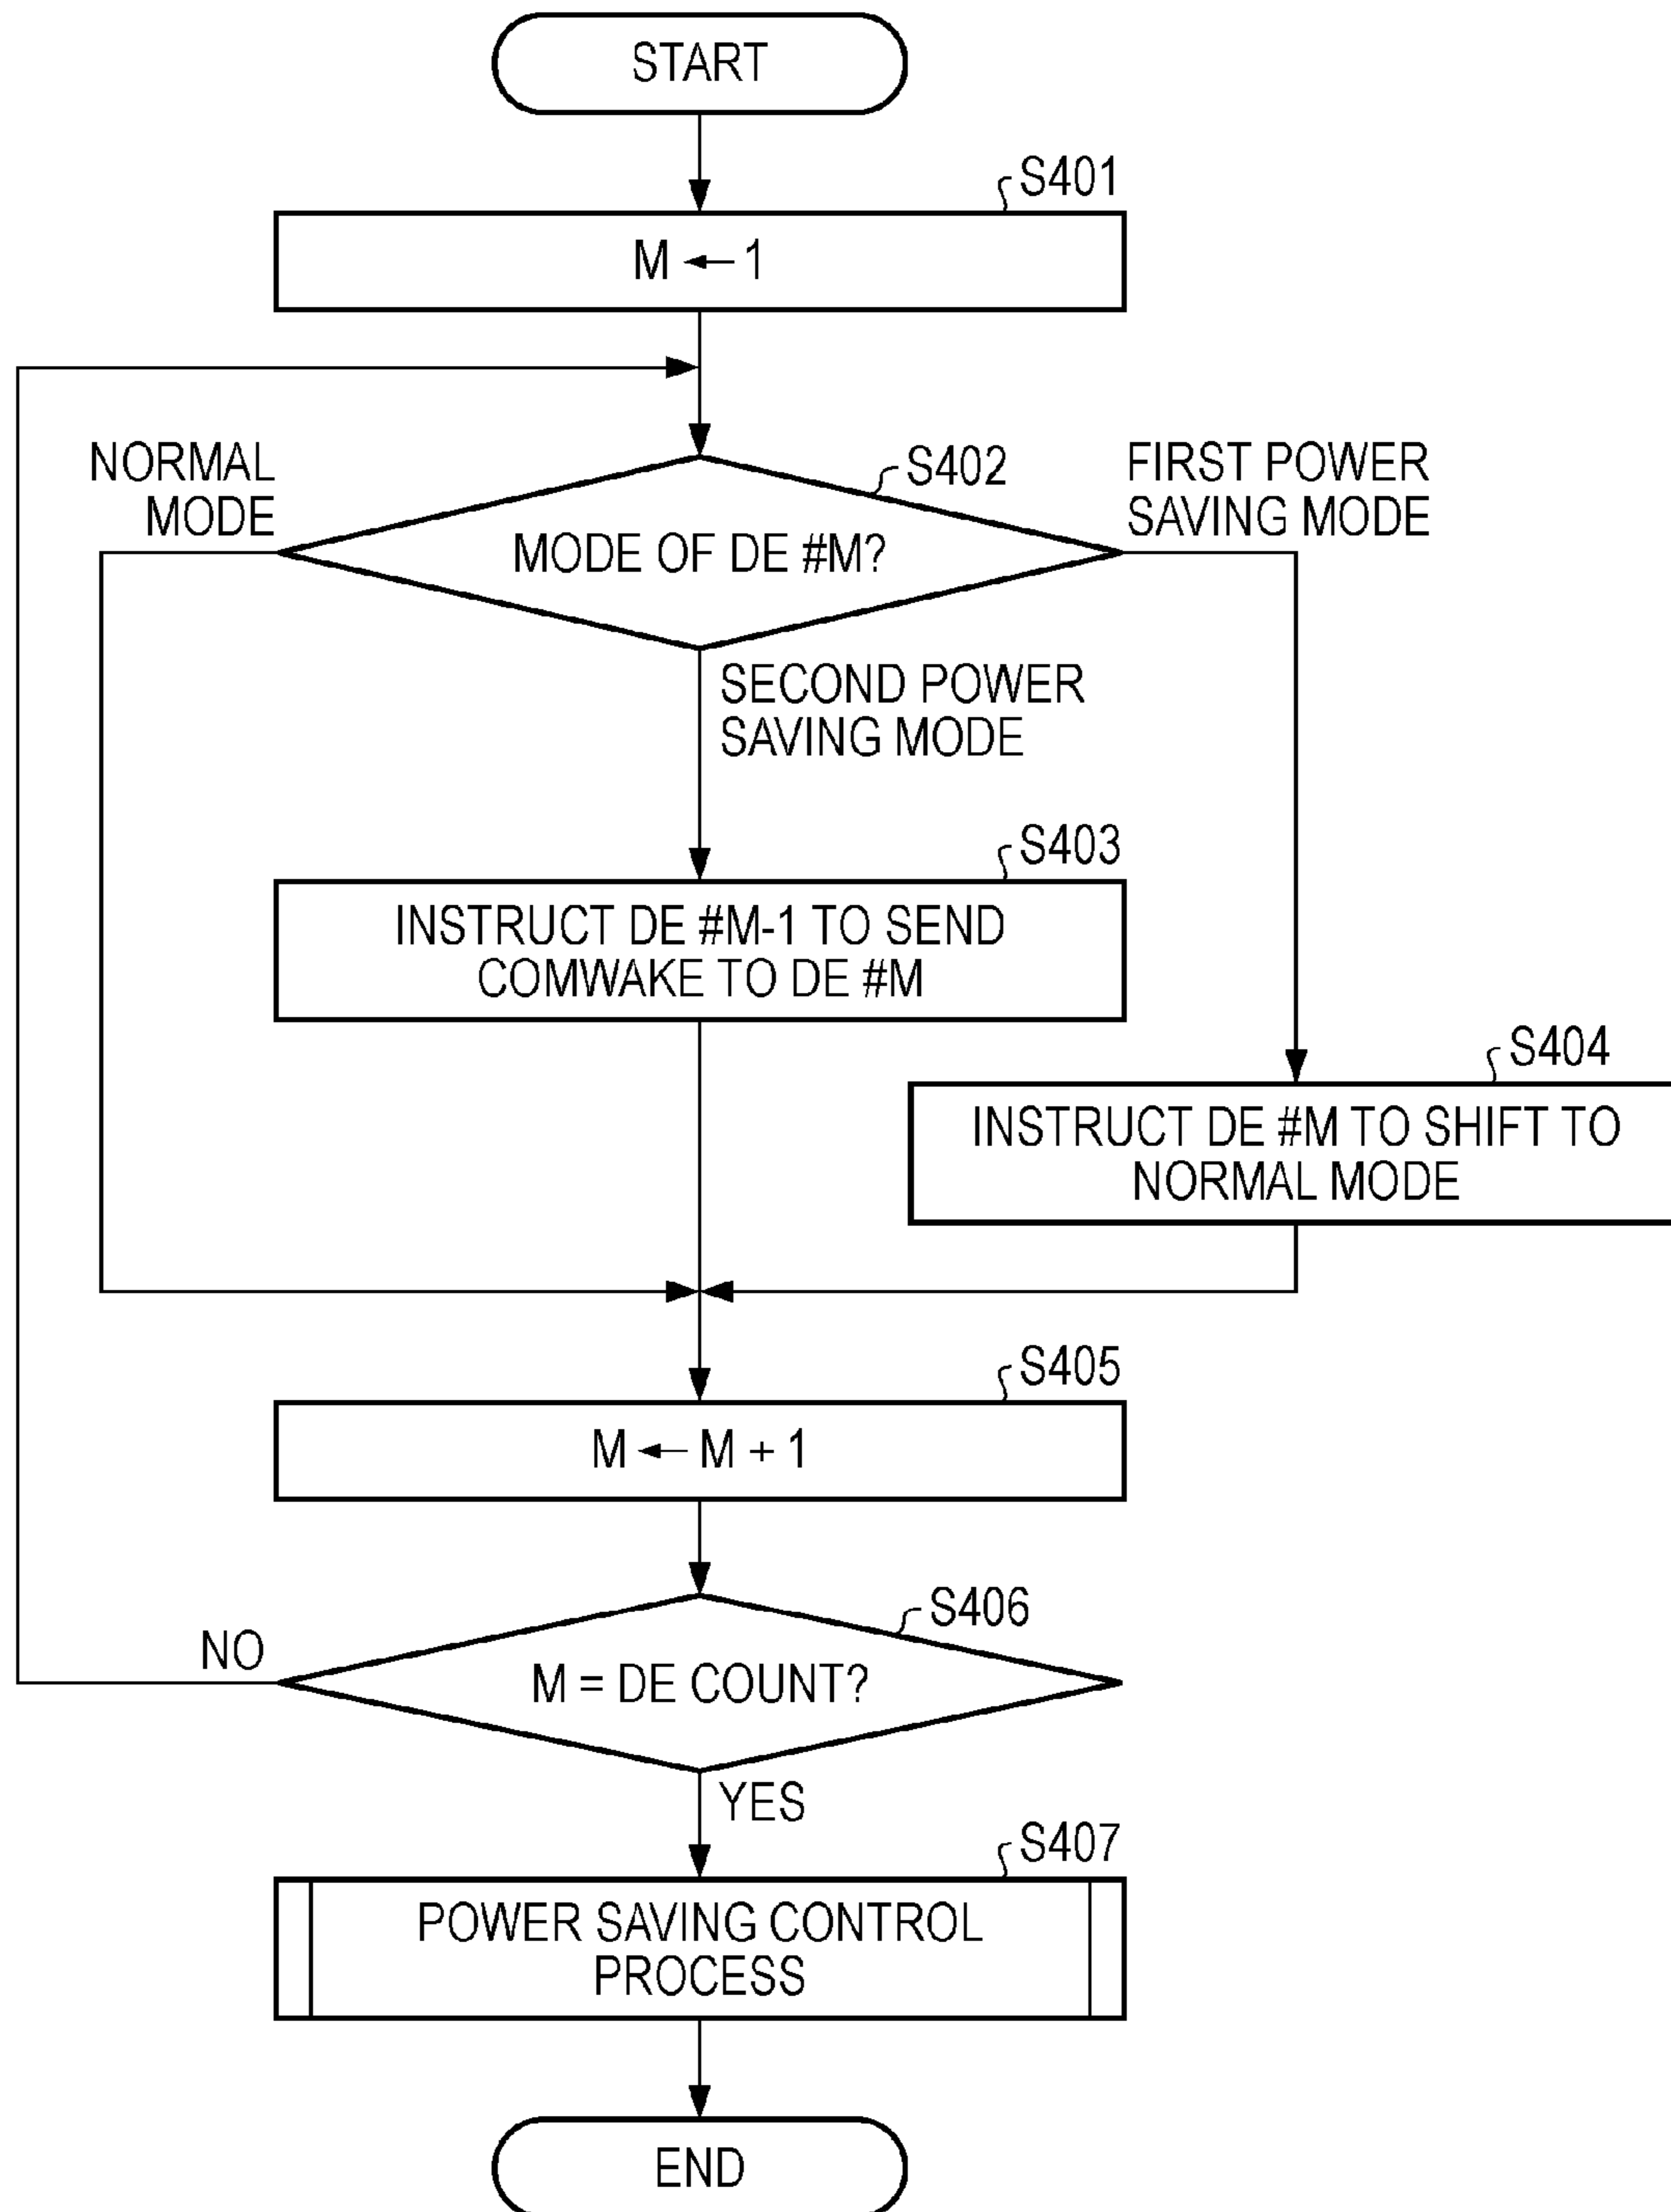 START
S401
M ← 1
NORMAL
MODE
S402
FIRST POWER
SAVING MODE
MODE OF DE #M?
SECOND POWER
SAVING MODE
S403
INSTRUCT DE #M-1 TO SEND
COMWAKE TO DE #M
S404
INSTRUCT DE #M TO SHIFT TO
NORMAL MODE
S405
M ← M + 1
S406
NO
M = DE COUNT?
YES
S407
POWER SAVING CONTROL
PROCESS
END